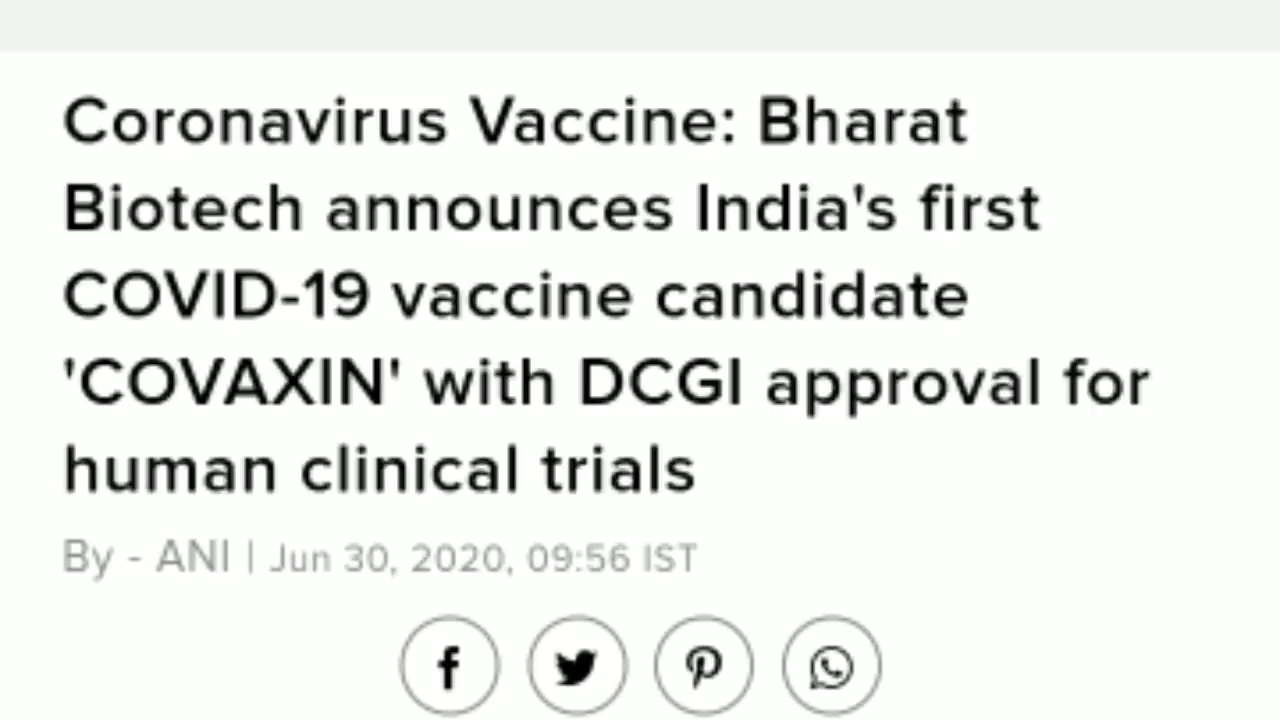 Coronavirus Vaccine: Bharat
Biotech announces India's first
COVID-19 vaccine candidate
'COVAXIN' with DCGI approval for
human clinical trials
By - ANI | Jun 30, 2020, 09:56 IST